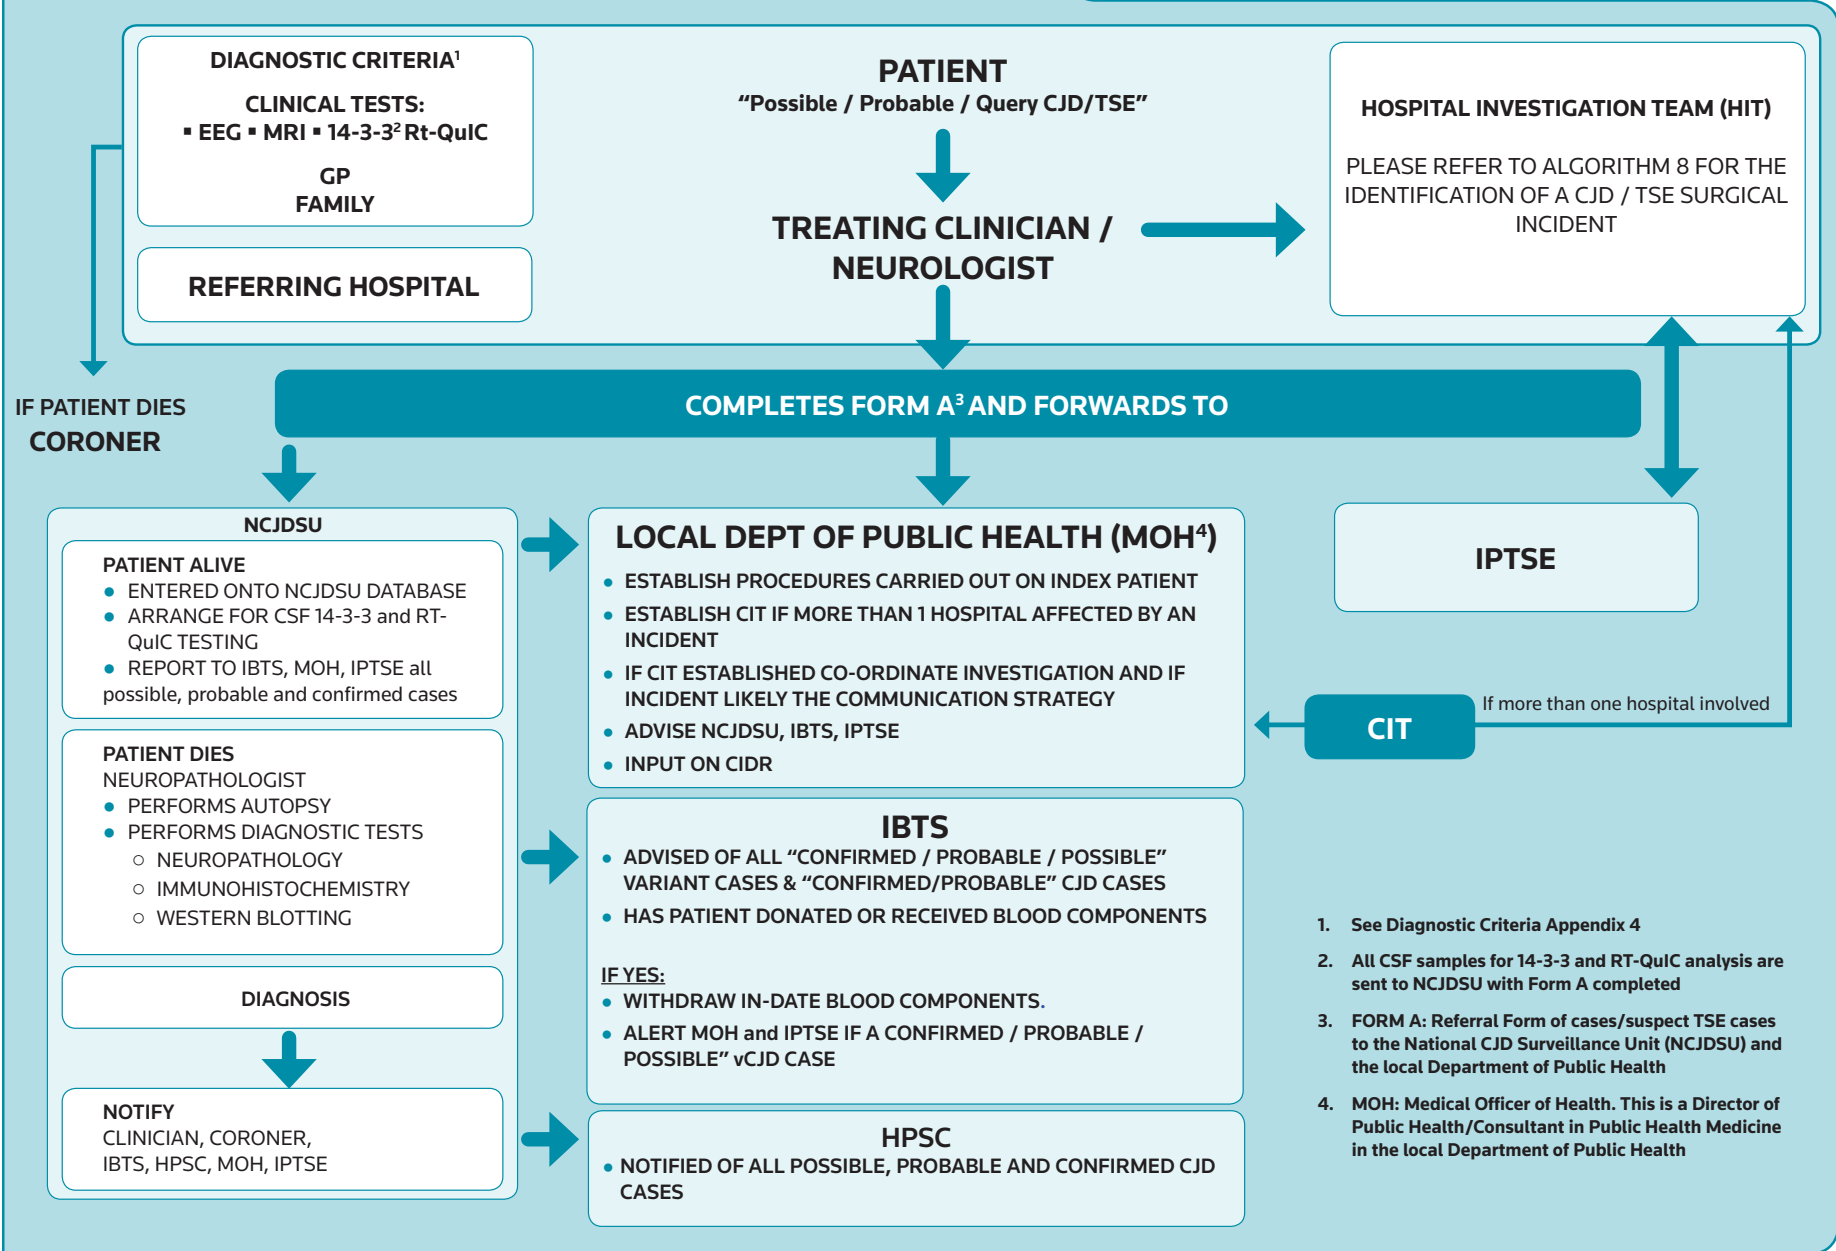 DIAGNOSTIC CRITERIA¹
CLINICAL TESTS:
▪ EEG ▪ MRI ▪ 14-3-3² Rt-QuIC
GP
FAMILY
REFERRING HOSPITAL
PATIENT
“Possible / Probable / Query CJD/TSE”
TREATING CLINICIAN /
NEUROLOGIST
HOSPITAL INVESTIGATION TEAM (HIT)
PLEASE REFER TO ALGORITHM 8 FOR THE
IDENTIFICATION OF A CJD / TSE SURGICAL
INCIDENT
IF PATIENT DIES
CORONER
COMPLETES FORM A³ AND FORWARDS TO
NCJDSU
PATIENT ALIVE
• ENTERED ONTO NCJDSU DATABASE
• ARRANGE FOR CSF 14-3-3 and RT-
QuIC TESTING
• REPORT TO IBTS, MOH, IPTSE all
possible, probable and confirmed cases
PATIENT DIES
NEUROPATHOLOGIST
• PERFORMS AUTOPSY
• PERFORMS DIAGNOSTIC TESTS
○ NEUROPATHOLOGY
○ IMMUNOHISTOCHEMISTRY
○ WESTERN BLOTTING
DIAGNOSIS
NOTIFY
CLINICIAN, CORONER,
IBTS, HPSC, MOH, IPTSE
LOCAL DEPT OF PUBLIC HEALTH (MOH⁴)
• ESTABLISH PROCEDURES CARRIED OUT ON INDEX PATIENT
• ESTABLISH CIT IF MORE THAN 1 HOSPITAL AFFECTED BY AN
INCIDENT
• IF CIT ESTABLISHED CO-ORDINATE INVESTIGATION AND IF
INCIDENT LIKELY THE COMMUNICATION STRATEGY
• ADVISE NCJDSU, IBTS, IPTSE
• INPUT ON CIDR
IBTS
• ADVISED OF ALL “CONFIRMED / PROBABLE / POSSIBLE”
VARIANT CASES & “CONFIRMED/PROBABLE” CJD CASES
• HAS PATIENT DONATED OR RECEIVED BLOOD COMPONENTS
IF YES:
• WITHDRAW IN-DATE BLOOD COMPONENTS.
• ALERT MOH and IPTSE IF A CONFIRMED / PROBABLE /
POSSIBLE” vCJD CASE
HPSC
• NOTIFIED OF ALL POSSIBLE, PROBABLE AND CONFIRMED CJD
CASES
IPTSE
CIT
If more than one hospital involved
1. See Diagnostic Criteria Appendix 4
2. All CSF samples for 14-3-3 and RT-QuIC analysis are
sent to NCJDSU with Form A completed
3. FORM A: Referral Form of cases/suspect TSE cases
to the National CJD Surveillance Unit (NCJDSU) and
the local Department of Public Health
4. MOH: Medical Officer of Health. This is a Director of
Public Health/Consultant in Public Health Medicine
in the local Department of Public Health